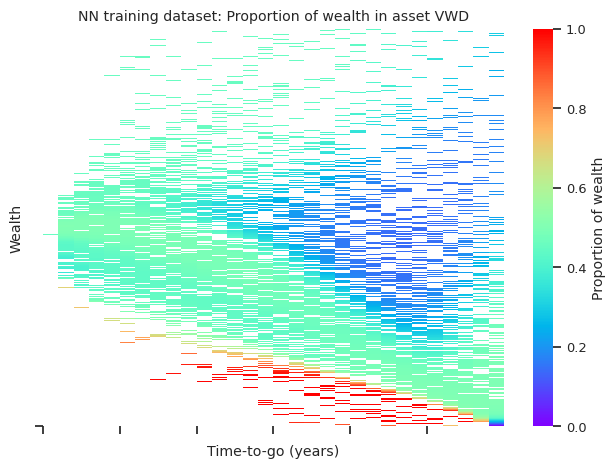 NN training dataset: Proportion of wealth in asset VWD
Wealth
Time-to-go (years)
1.0
0.8
0.6
0.4
0.2
0.0
Proportion of wealth